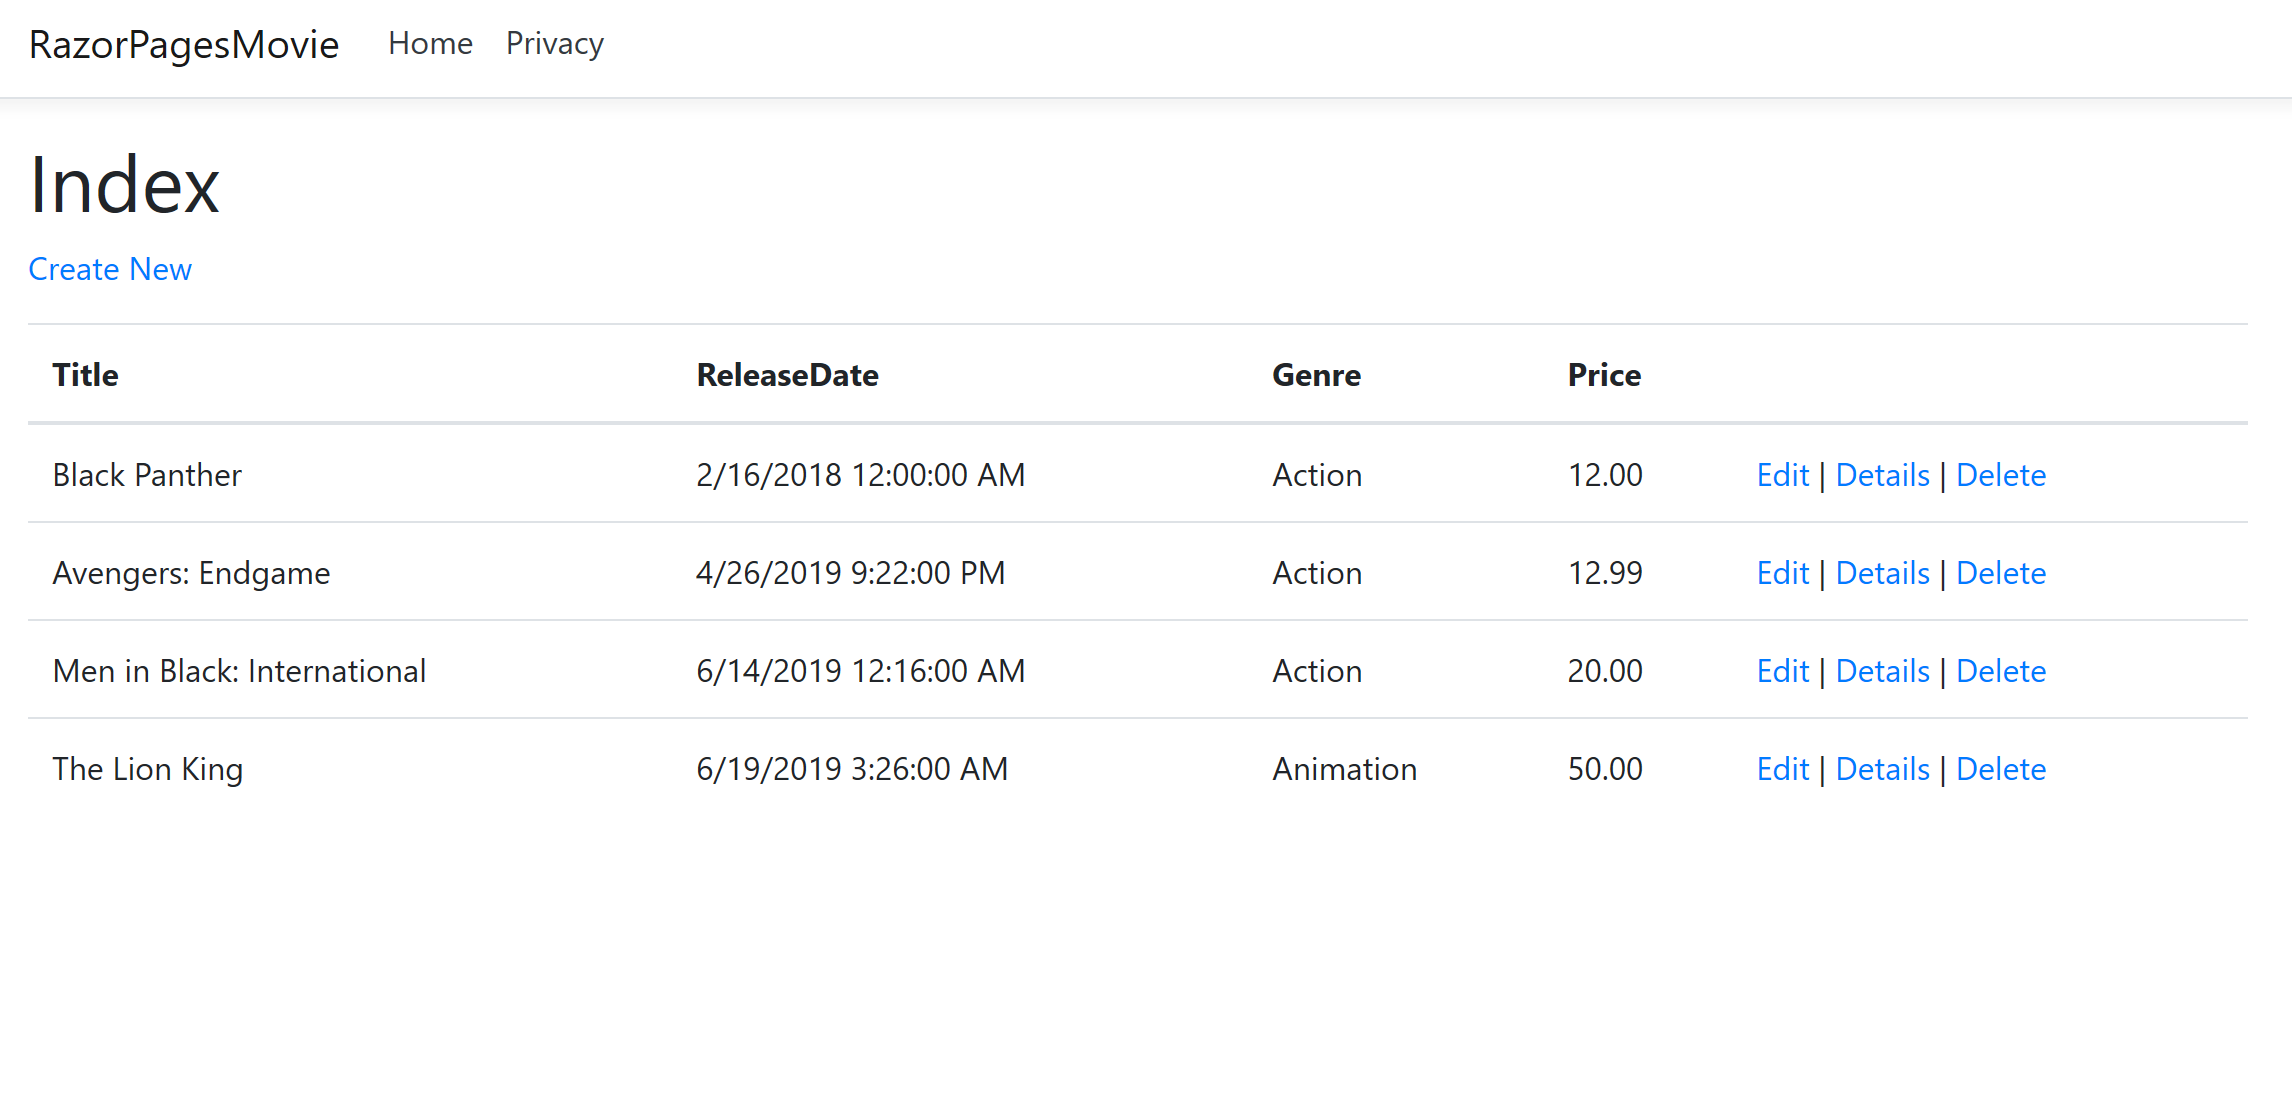 RazorPagesMovie Home Privacy
Index
Create New
Title ReleaseDate Genre Price
Black Panther 2/16/2018 12:00:00 AM Action 12.00 Edit | Details | Delete
Avengers: Endgame 4/26/2019 9:22:00 PM Action 12.99 Edit | Details | Delete
Men in Black: International 6/14/2019 12:16:00 AM Action 20.00 Edit | Details | Delete
The Lion King 6/19/2019 3:26:00 AM Animation 50.00 Edit | Details | Delete